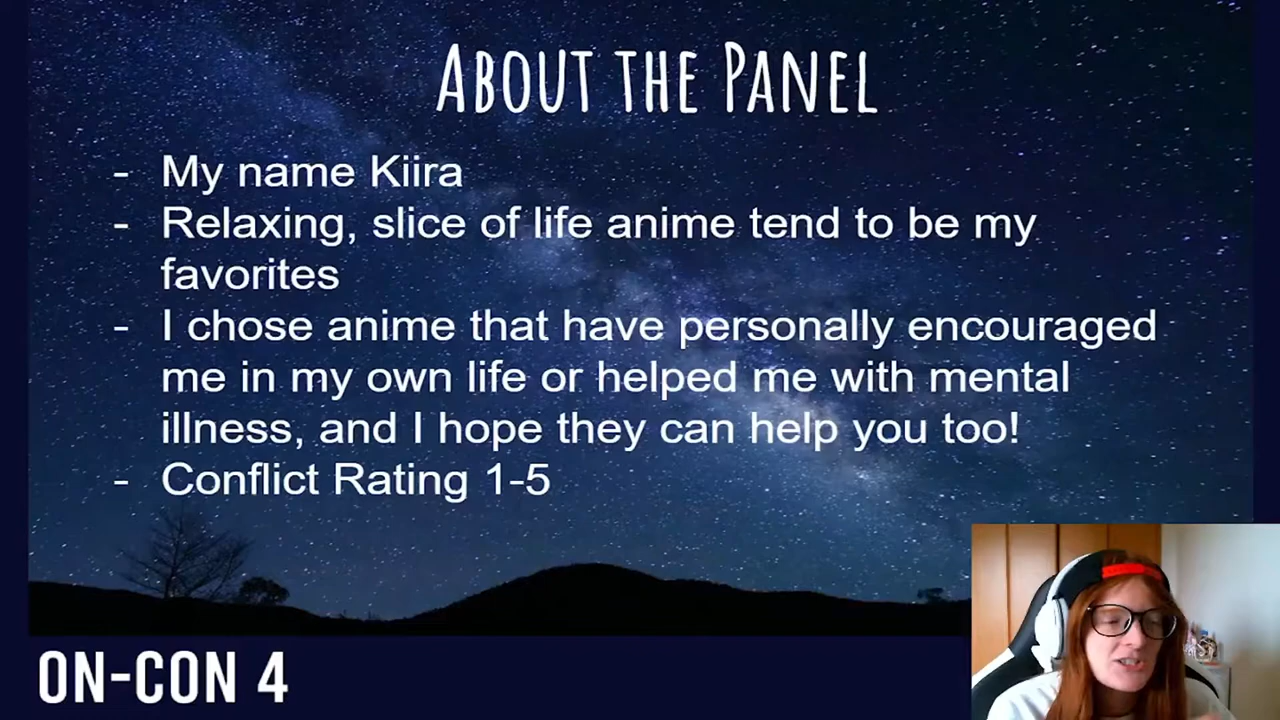 ABOUT THE PANEL
- My name Kiira
- Relaxing, slice of life anime tend to be my
favorites
- I chose anime that have personally encouraged
me in my own life or helped me with mental
illness, and I hope they can help you too!
- Conflict Rating 1-5
ON-CON 4